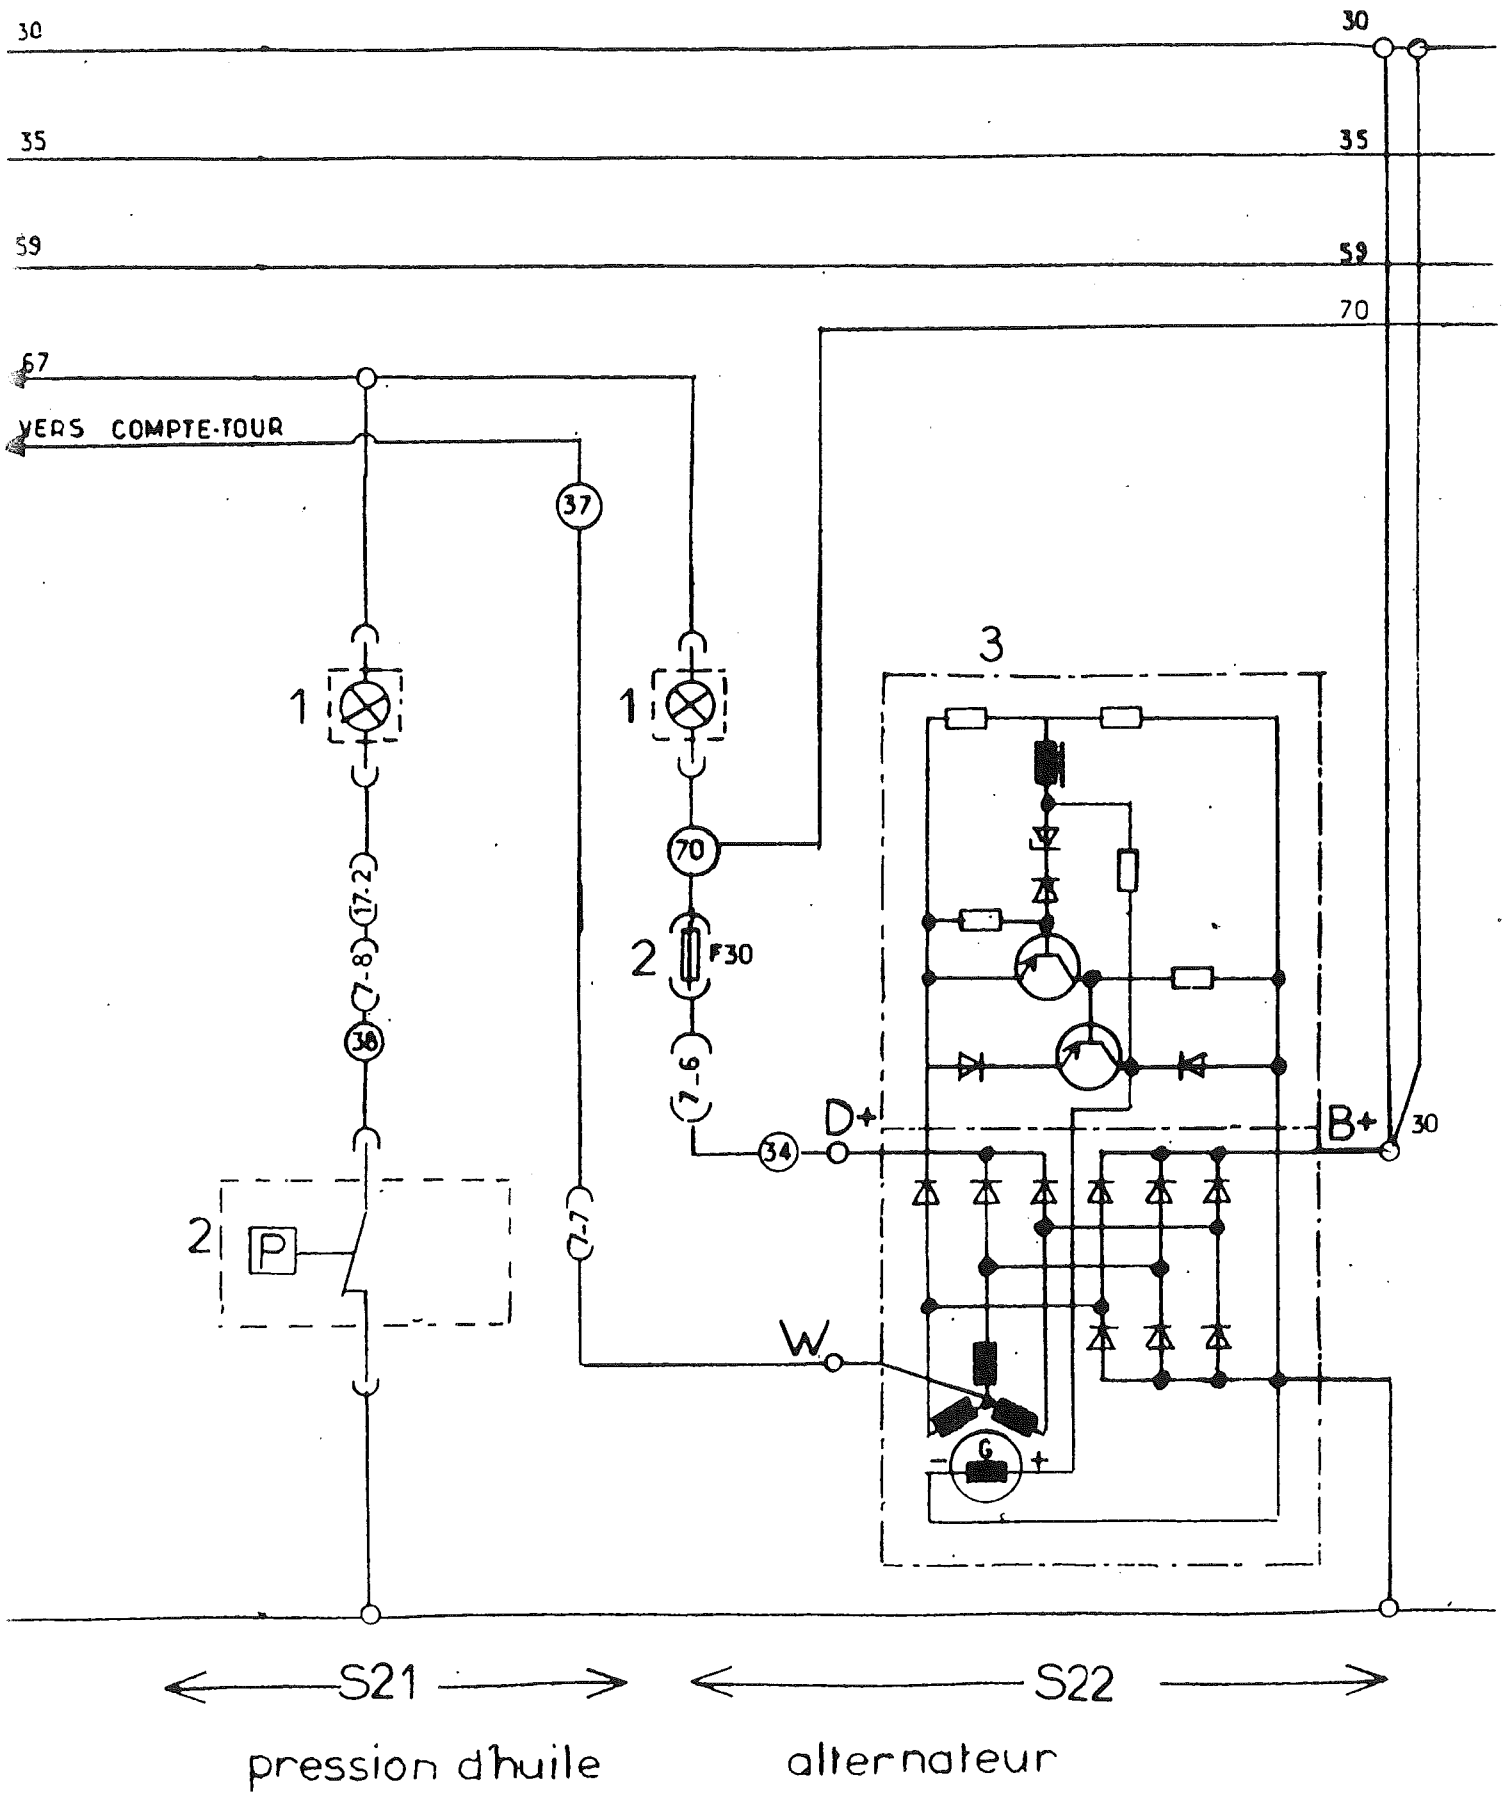 30 30
35 35
59 59
70
67
VERS COMPTE-TOUR
37
3
1 1
70
17-2
2 F30
7-8
38
7-6
D+ B+ 30
34
2 P
7-7
W
G
- +
S21 S22
pression d'huile alternateur